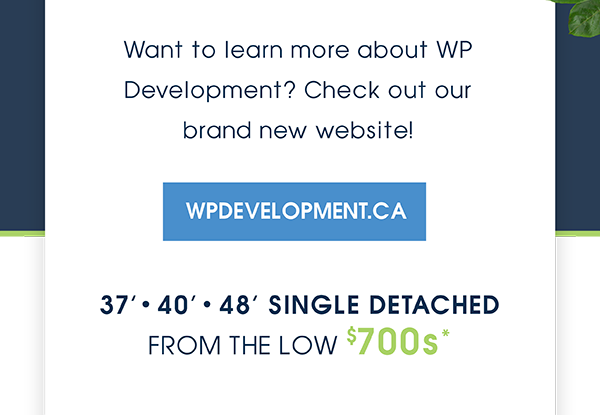 Want to learn more about WP
Development? Check out our
brand new website!
WPDEVELOPMENT.CA
37′ • 40′ • 48′ SINGLE DETACHED
FROM THE LOW $700s*